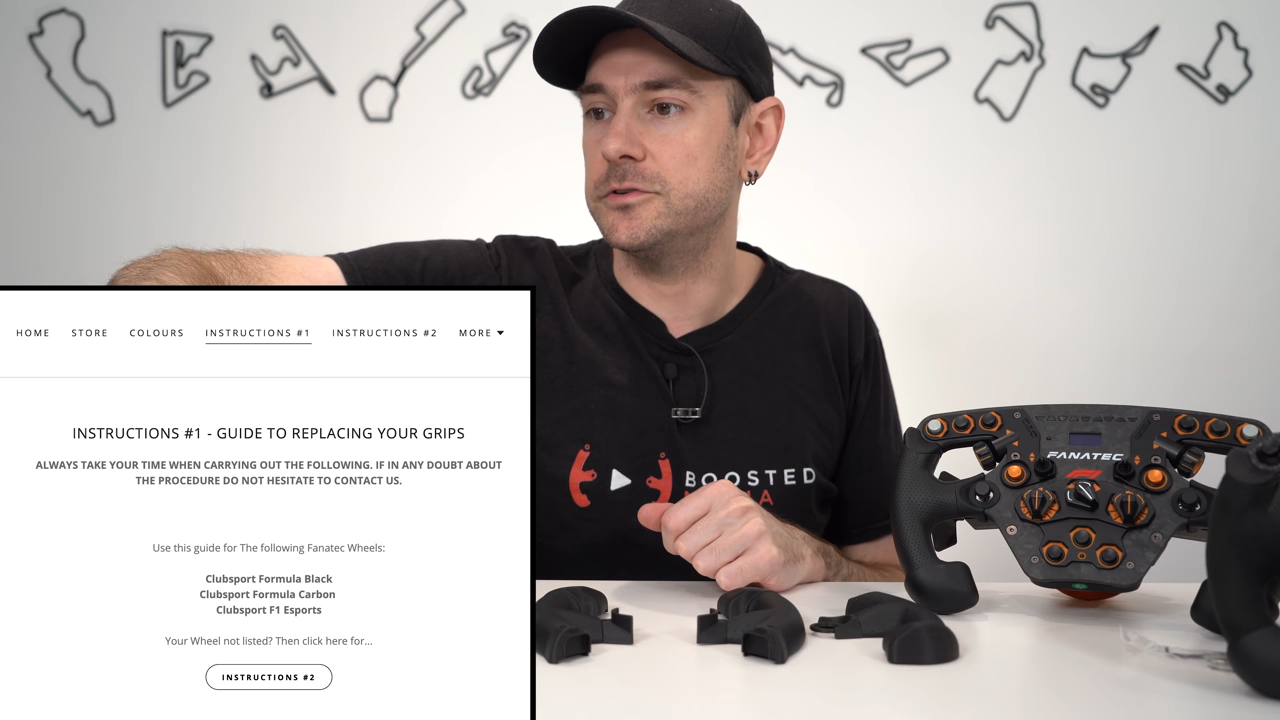 HOME STORE COLOURS INSTRUCTIONS #1 INSTRUCTIONS #2 MORE
INSTRUCTIONS #1 - GUIDE TO REPLACING YOUR GRIPS
ALWAYS TAKE YOUR TIME WHEN CARRYING OUT THE FOLLOWING. IF IN ANY DOUBT ABOUT
THE PROCEDURE DO NOT HESITATE TO CONTACT US.
Use this guide for The following Fanatec Wheels:
Clubsport Formula Black
Clubsport Formula Carbon
Clubsport F1 Esports
Your Wheel not listed? Then click here for...
INSTRUCTIONS #2
BOOSTED
FANATEC
F1